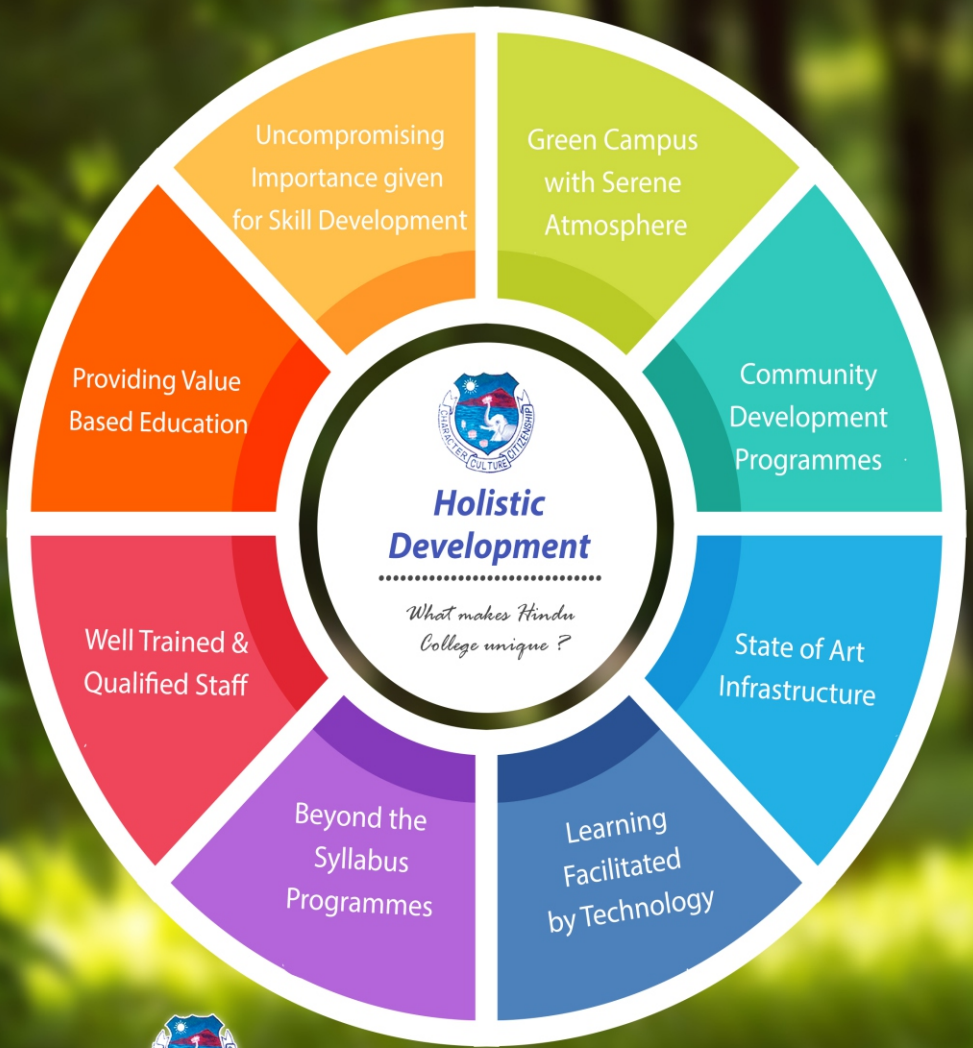 Uncompromising
Importance given
for Skill Development
Green Campus
with Serene
Atmosphere
Community
Development
Programmes
State of Art
Infrastructure
Learning
Facilitated
by Technology
Beyond the
Syllabus
Programmes
Well Trained &
Qualified Staff
Providing Value
Based Education
CHARACTER CULTURE CITIZENSHIP
Holistic
Development
What makes Hindu
College unique ?